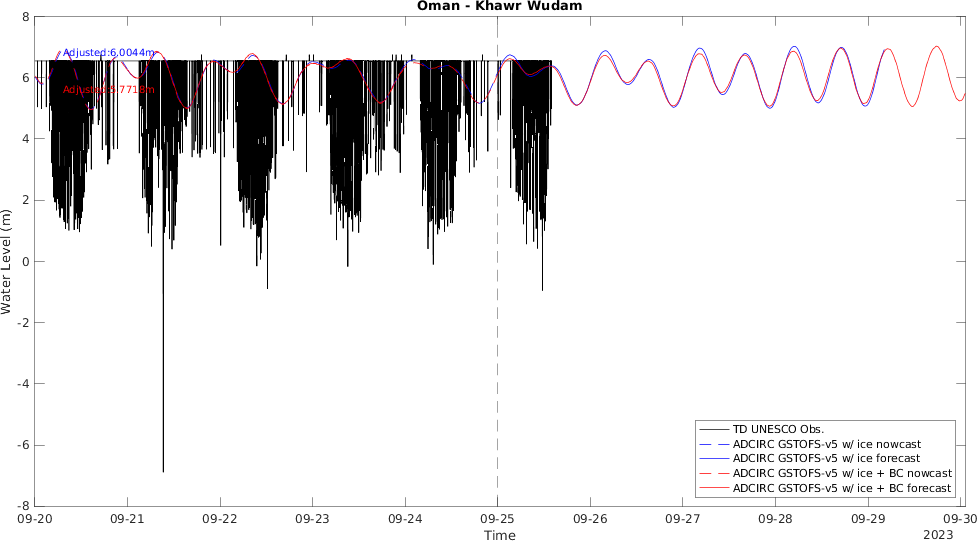 Oman - Khawr Wudam
8
6
4
2
0
-2
-4
-6
-8
Water Level (m)
Adjusted:6.0044m
Adjusted:5.7718m
TD UNESCO Obs.
ADCIRC GSTOFS-v5 w/ ice nowcast
ADCIRC GSTOFS-v5 w/ ice forecast
ADCIRC GSTOFS-v5 w/ ice + BC nowcast
ADCIRC GSTOFS-v5 w/ ice + BC forecast
09-20 09-21 09-22 09-23 09-24 09-25 09-26 09-27 09-28 09-29 09-30
Time
2023